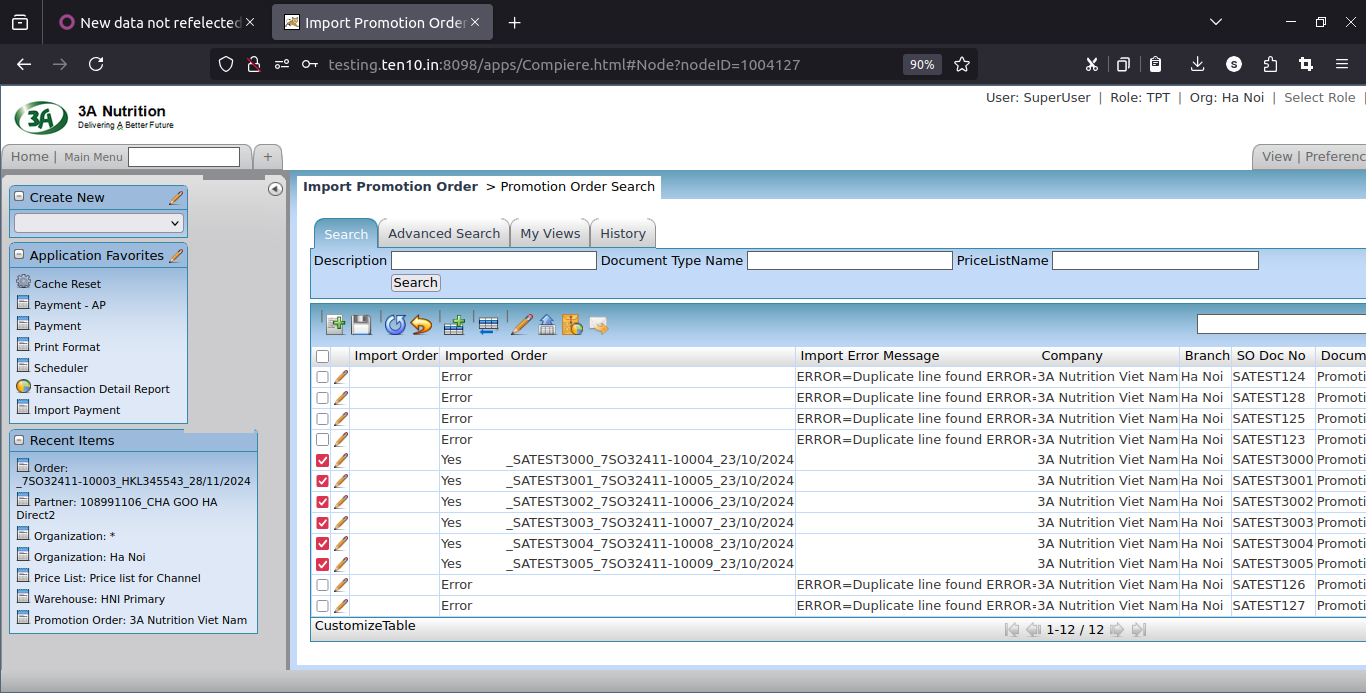 New data not refelected
Import Promotion Order
testing.ten10.in:8098/apps/Compiere.html#Node?nodeID=1004127
90%
S
User: SuperUser | Role: TPT | Org: Ha Noi | Select Role |
3A
3A Nutrition
Delivering A Better Future
Home | Main Menu
+
View | Preferenc
Import Promotion Order > Promotion Order Search
Create New
Application Favorites
Cache Reset
Payment - AP
Payment
Print Format
Scheduler
Transaction Detail Report
Import Payment
Recent Items
Order:
_7SO32411-10003_HKL345543_28/11/2024
Partner: 108991106_CHA GOO HA
Direct2
Organization: *
Organization: Ha Noi
Price List: Price list for Channel
Warehouse: HNI Primary
Promotion Order: 3A Nutrition Viet Nam
Search Advanced Search My Views History
Description Document Type Name PriceListName
Search
Import Order Imported Order Import Error Message Company Branch SO Doc No Docum
Error ERROR=Duplicate line found ERROR= 3A Nutrition Viet Nam Ha Noi SATEST124 Promoti
Error ERROR=Duplicate line found ERROR= 3A Nutrition Viet Nam Ha Noi SATEST128 Promoti
Error ERROR=Duplicate line found ERROR= 3A Nutrition Viet Nam Ha Noi SATEST125 Promoti
Error ERROR=Duplicate line found ERROR= 3A Nutrition Viet Nam Ha Noi SATEST123 Promoti
Yes _SATEST3000_7SO32411-10004_23/10/2024 3A Nutrition Viet Nam Ha Noi SATEST3000 Promoti
Yes _SATEST3001_7SO32411-10005_23/10/2024 3A Nutrition Viet Nam Ha Noi SATEST3001 Promoti
Yes _SATEST3002_7SO32411-10006_23/10/2024 3A Nutrition Viet Nam Ha Noi SATEST3002 Promoti
Yes _SATEST3003_7SO32411-10007_23/10/2024 3A Nutrition Viet Nam Ha Noi SATEST3003 Promoti
Yes _SATEST3004_7SO32411-10008_23/10/2024 3A Nutrition Viet Nam Ha Noi SATEST3004 Promoti
Yes _SATEST3005_7SO32411-10009_23/10/2024 3A Nutrition Viet Nam Ha Noi SATEST3005 Promoti
Error ERROR=Duplicate line found ERROR= 3A Nutrition Viet Nam Ha Noi SATEST126 Promoti
Error ERROR=Duplicate line found ERROR= 3A Nutrition Viet Nam Ha Noi SATEST127 Promoti
CustomizeTable
1-12 / 12